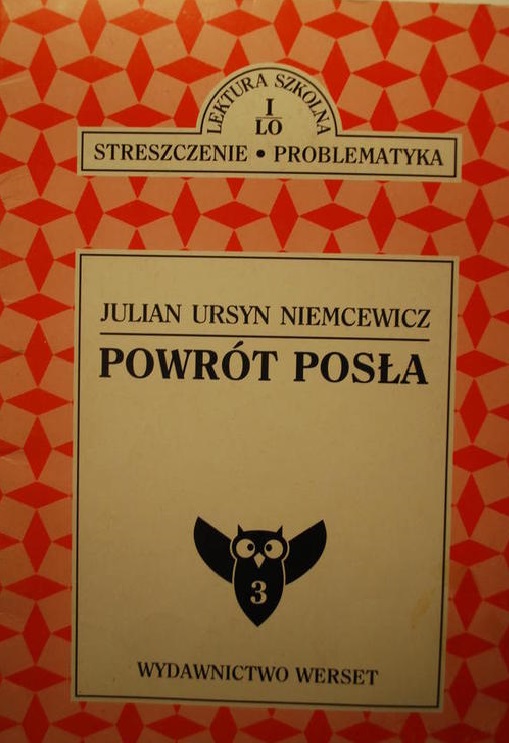 LEKTURA SZKOLNA
I
LO
STRESZCZENIE • PROBLEMATYKA
JULIAN URSYN NIEMCEWICZ
POWRÓT POSŁA
3
WYDAWNICTWO WERSET